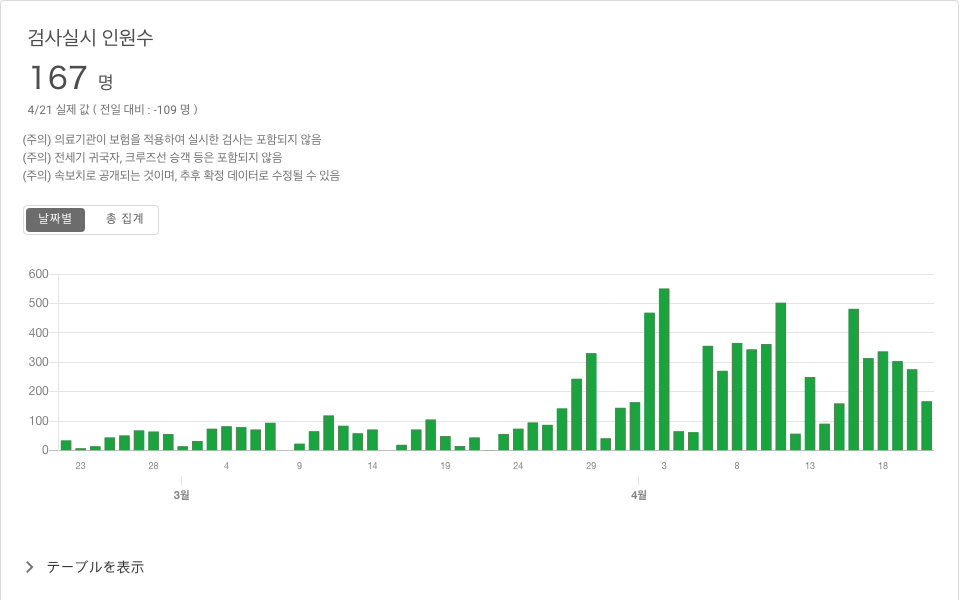 검사실시 인원수
167 명
4/21 실제 값 ( 전일 대비 : -109 명 )
(주의) 의료기관이 보험을 적용하여 실시한 검사는 포함되지 않음
(주의) 전세기 귀국자, 크루즈선 승객 등은 포함되지 않음
(주의) 속보치로 공개되는 것이며, 추후 확정 데이터로 수정될 수 있음
날짜별 총 집계
600
500
400
300
200
100
0
23 28 4 9 14 19 24 29 3 8 13 18
3월 4월
テーブルを表示